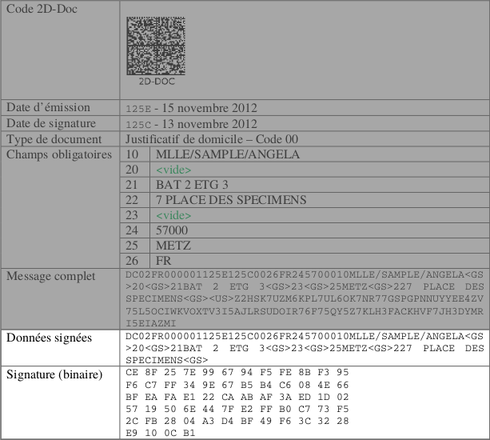 Code 2D-Doc
2D-DOC
Date d'émission 125E - 15 novembre 2012
Date de signature 125C - 13 novembre 2012
Type de document Justificatif de domicile – Code 00
Champs obligatoires 10 MLLE/SAMPLE/ANGELA
20 <vide>
21 BAT 2 ETG 3
22 7 PLACE DES SPECIMENS
23 <vide>
24 57000
25 METZ
26 FR
Message complet DC02FR000001125E125C0026FR245700010MLLE/SAMPLE/ANGELA<GS
>20<GS>21BAT 2 ETG 3<GS>23<GS>25METZ<GS>227 PLACE DES
SPECIMENS<GS><US>Z2HSK7UZM6KPL7UL6OK7NR77GSPGPNNUYYEE4ZV
75L5OCIWKVOXTV3I5AJLRSUDOIR76F75QY5Z7KLH3FACKHVF7JH3DYMR
I5EIAZMI
Données signées DC02FR000001125E125C0026FR245700010MLLE/SAMPLE/ANGELA<GS
>20<GS>21BAT 2 ETG 3<GS>23<GS>25METZ<GS>227 PLACE DES
SPECIMENS<GS>
Signature (binaire) CE 8F 25 7E 99 67 94 F5 FE 8B F3 95
F6 C7 FF 34 9E 67 B5 B4 C6 08 4E 66
BF EA FA E1 22 CA AB AF 3A ED 1D 02
57 19 50 6E 44 7F E2 FF B0 C7 73 F5
2C FB 28 04 A3 D4 BF 49 F6 3C 32 28
E9 10 0C B1